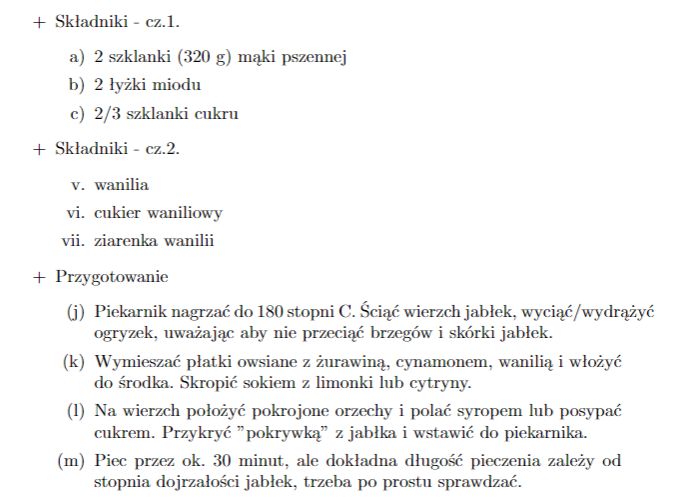 + Składniki - cz.1.
a) 2 szklanki (320 g) mąki pszennej
b) 2 łyżki miodu
c) 2/3 szklanki cukru
+ Składniki - cz.2.
v. wanilia
vi. cukier waniliowy
vii. ziarenka wanilii
+ Przygotowanie
(j) Piekarnik nagrzać do 180 stopni C. Ściąć wierzch jabłek, wyciąć/wydrążyć
ogryzek, uważając aby nie przeciąć brzegów i skórki jabłek.
(k) Wymieszać płatki owsiane z żurawiną, cynamonem, wanilią i włożyć
do środka. Skropić sokiem z limonki lub cytryny.
(l) Na wierzch położyć pokrojone orzechy i polać syropem lub posypać
cukrem. Przykryć ”pokrywką” z jabłka i wstawić do piekarnika.
(m) Piec przez ok. 30 minut, ale dokładna długość pieczenia zależy od
stopnia dojrzałości jabłek, trzeba po prostu sprawdzać.